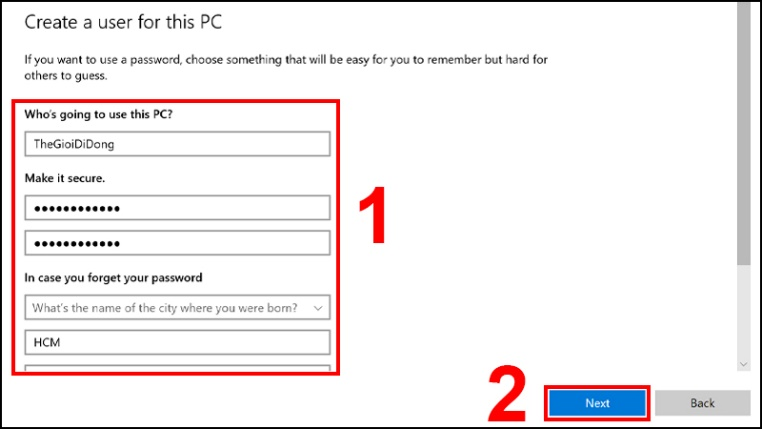 Create a user for this PC
If you want to use a password, choose something that will be easy for you to remember but hard for
others to guess.
Who's going to use this PC?
TheGioiDiDong
Make it secure.
••••••••••••
••••••••••••
1
In case you forget your password
What's the name of the city where you were born?
HCM
2
Next
Back